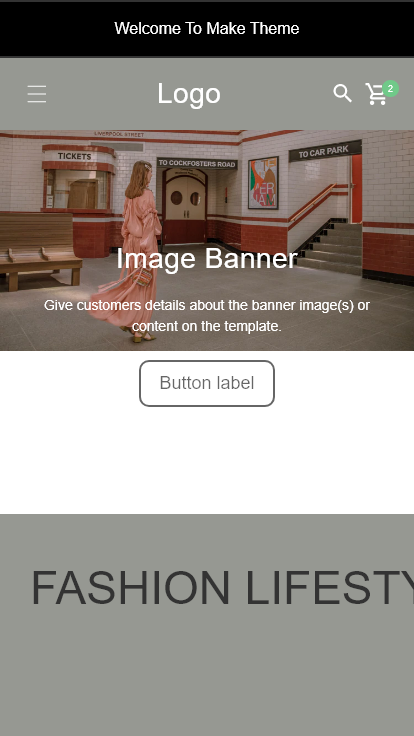 Welcome To Make Theme
Logo
2
LIVERPOOL STREET
TICKETS
TO COCKFOSTERS ROAD
TO CAR PARK
Image Banner
Give customers details about the banner image(s) or
content on the template.
Button label
FASHION LIFESTY